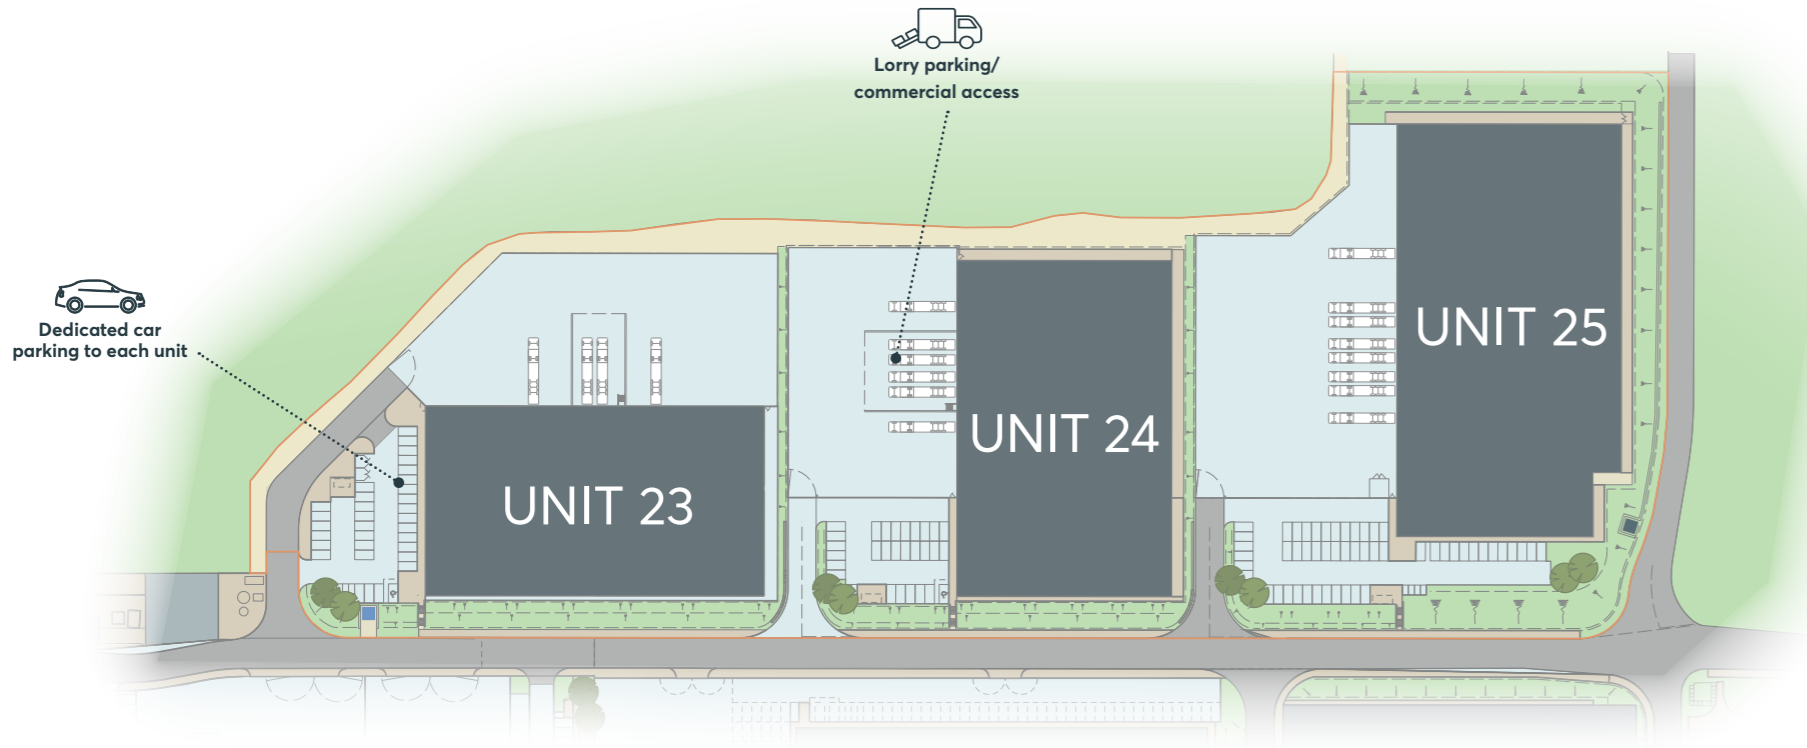 Lorry parking/
commercial access
Dedicated car
parking to each unit
UNIT 23
UNIT 24
UNIT 25